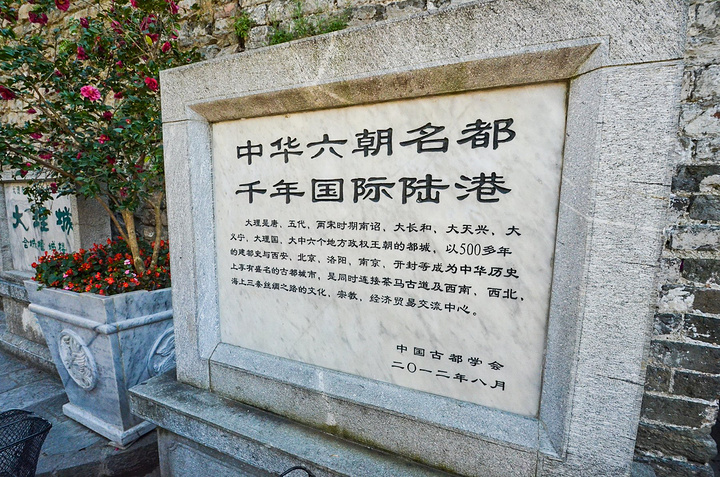 中华六朝名都
千年国际陆港
大理是唐、五代、两宋时期南诏、大长和、大天兴、大
义宁、大理国、大中六个地方政权王朝的都城，以500多年
的建都史与西安、北京、洛阳、南京、开封等成为中华历史
上享有盛名的古都城市，是同时连接茶马古道及西南、西北，
海上三条丝绸之路的文化、宗教，经济贸易交流中心。
中国古都学会
二〇一二年八月
大理城